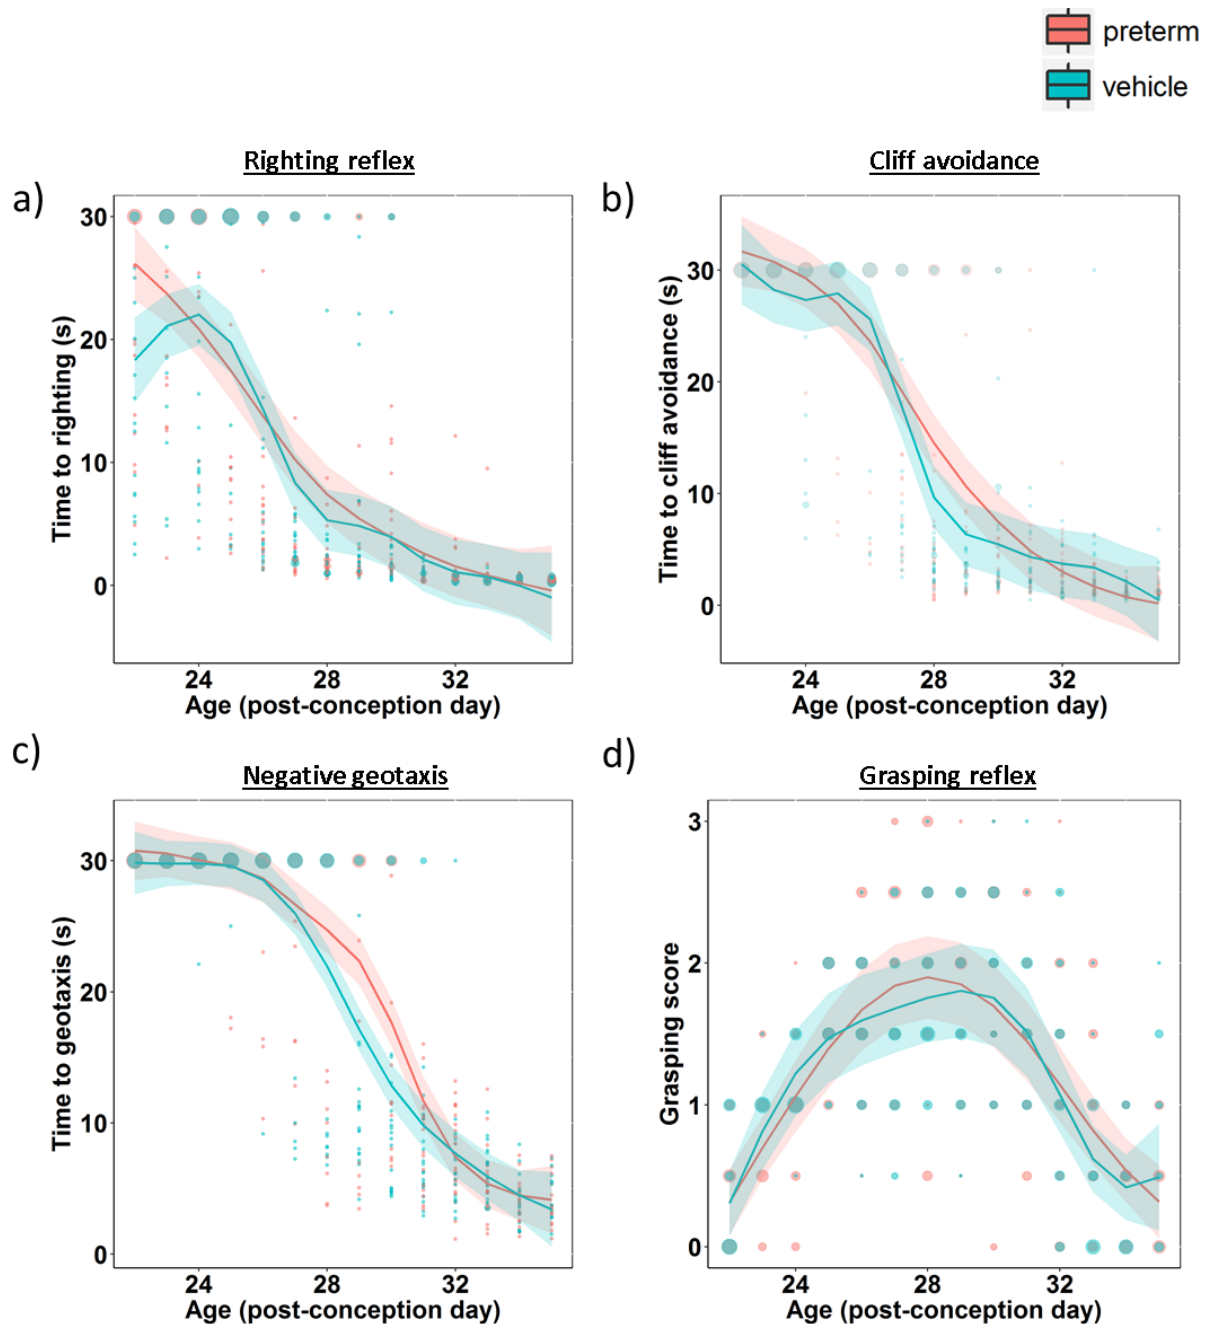 preterm
vehicle
Righting reflex
Cliff avoidance
a)
b)
Time to righting (s)
30
20
10
0
24 28 32
Age (post-conception day)
Time to cliff avoidance (s)
30
20
10
0
24 28 32
Age (post-conception day)
c)
d)
Negative geotaxis
Grasping reflex
Time to geotaxis (s)
30
20
10
0
24 28 32
Age (post-conception day)
Grasping score
3
2
1
0
24 28 32
Age (post-conception day)